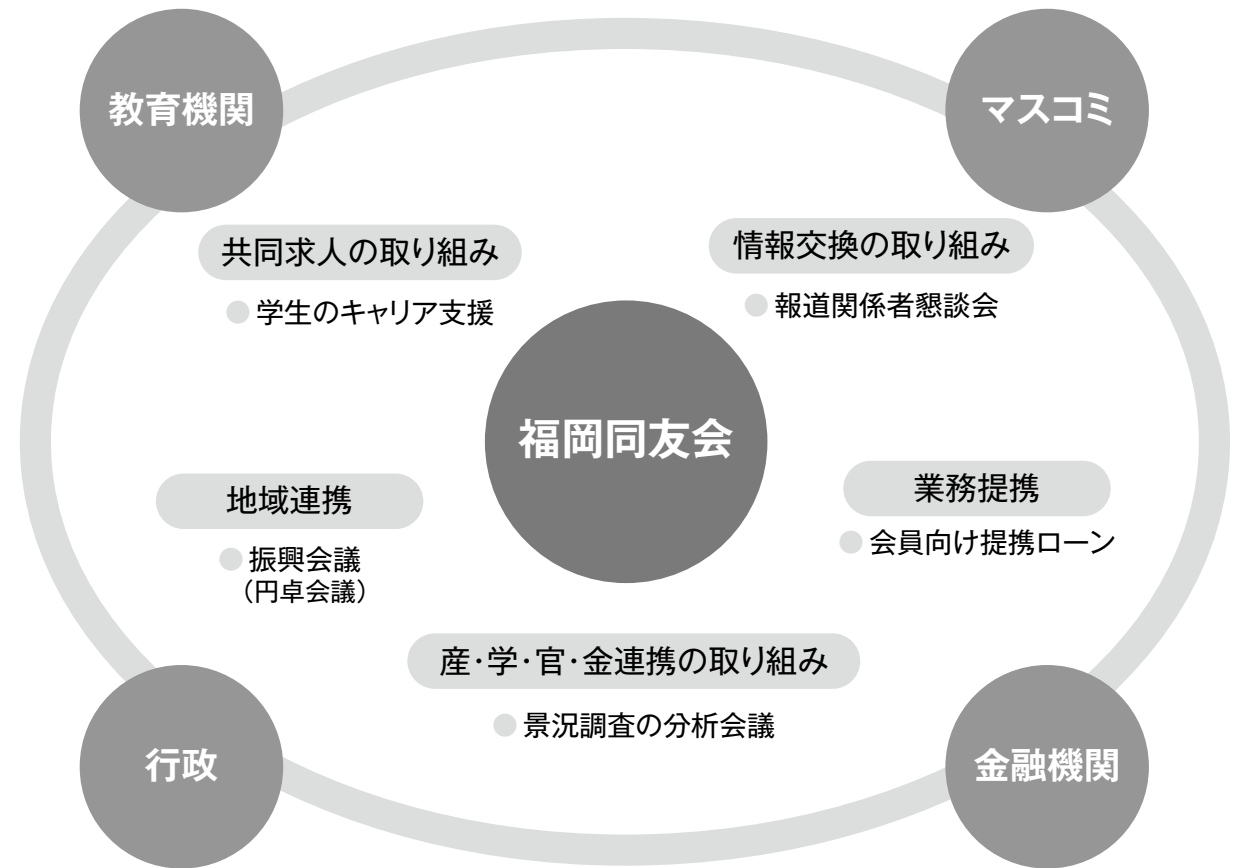 教育機関
マスコミ
共同求人の取り組み
学生のキャリア支援
情報交換の取り組み
報道関係者懇談会
福岡同友会
地域連携
振興会議
（円卓会議）
業務提携
会員向け提携ローン
産・学・官・金連携の取り組み
景況調査の分析会議
行政
金融機関